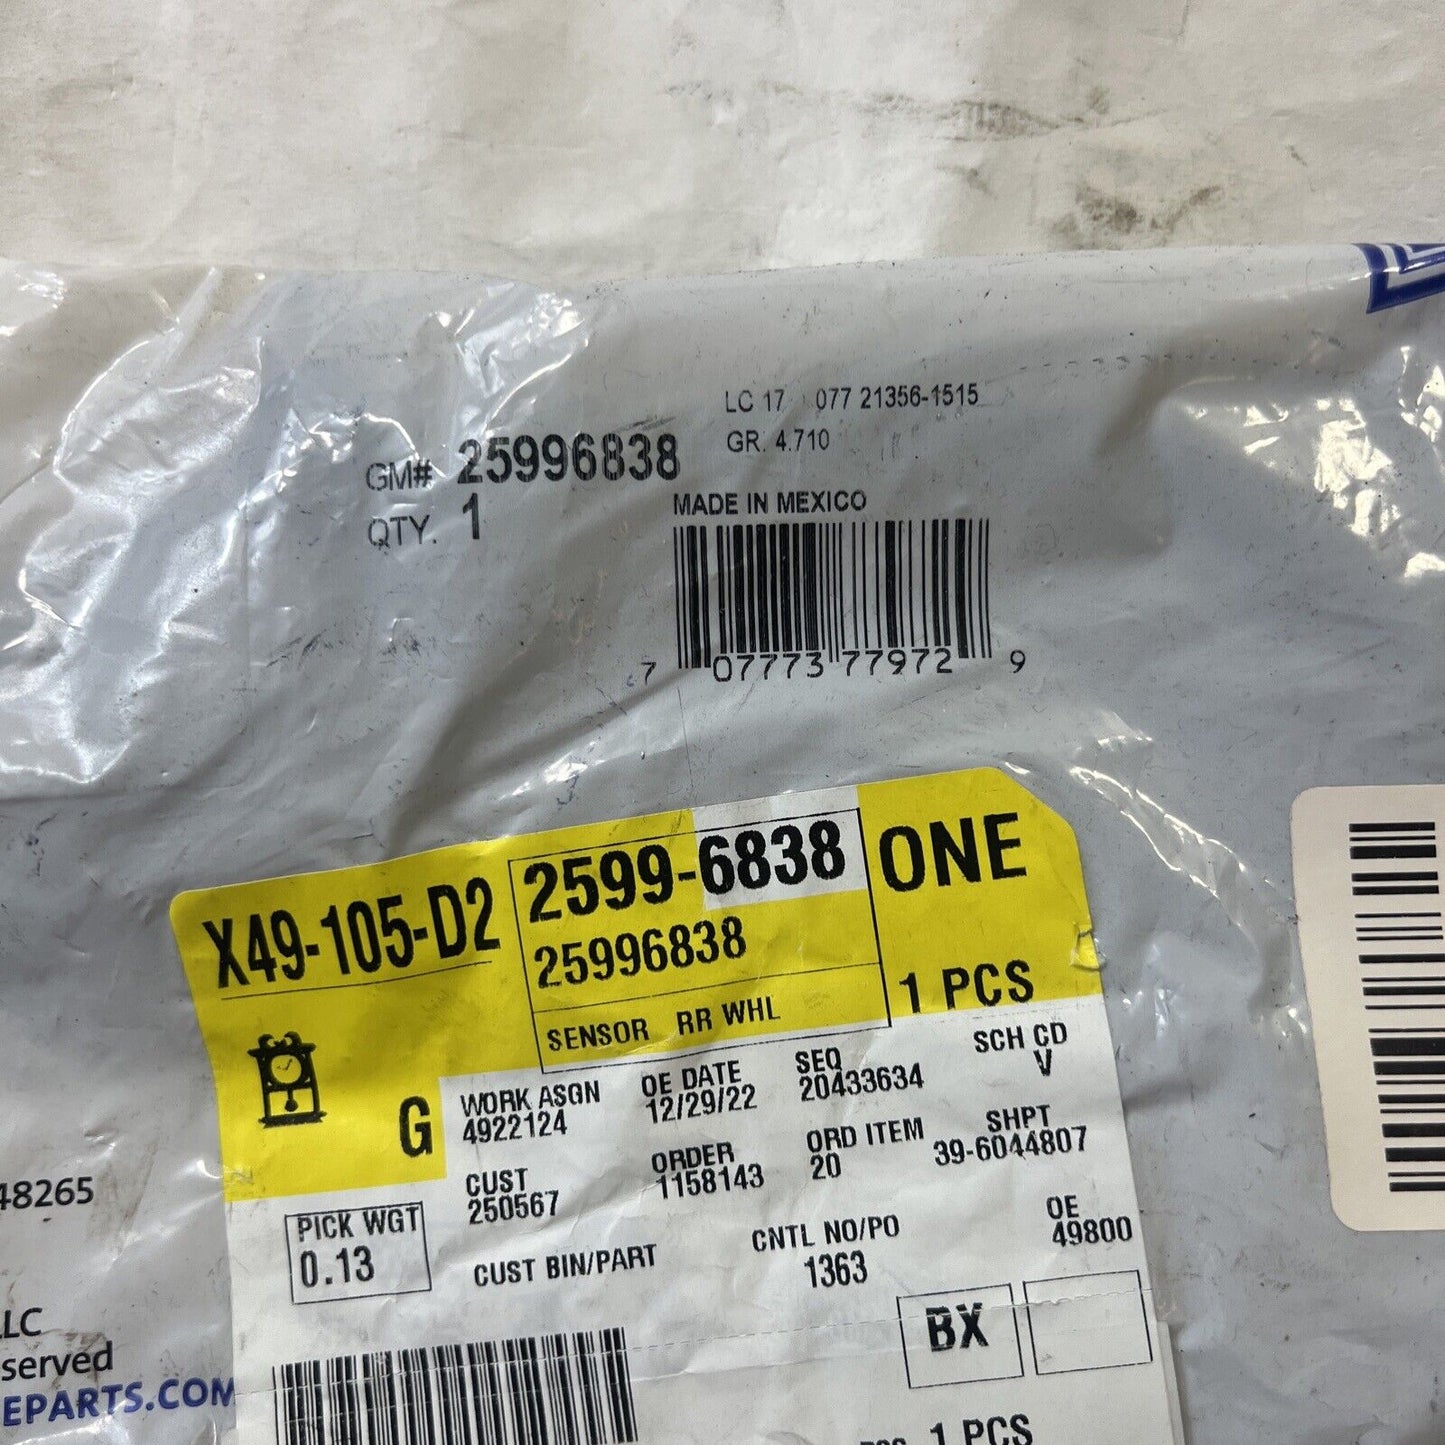 LC 17 077 21356-1515
GR. 4.710
GM# 25996838
QTY. 1
MADE IN MEXICO
7 07773 77972 9
X49-105-D2
2599-6838
25996838
SENSOR RR WHL
ONE
1 PCS
G
WORK ASGN
4922124
OE DATE
12/29/22
SEQ
20433634
SCH CD
V
CUST
250567
ORDER
1158143
ORD ITEM
20
SHPT
39-6044807
PICK WGT
0.13
CUST BIN/PART
CNTL NO/PO
1363
OE
49800
BX
1 PCS
48265
LLC
served
EPARTS.COM